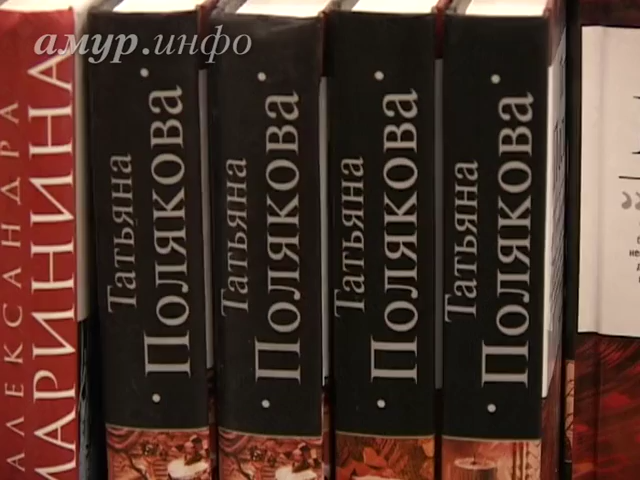 амур.инфо
АЛЕКСАНДРА
МАРИНИНА
Татьяна
Полякова
Татьяна
Полякова
Татьяна
Полякова
Татьяна
Полякова